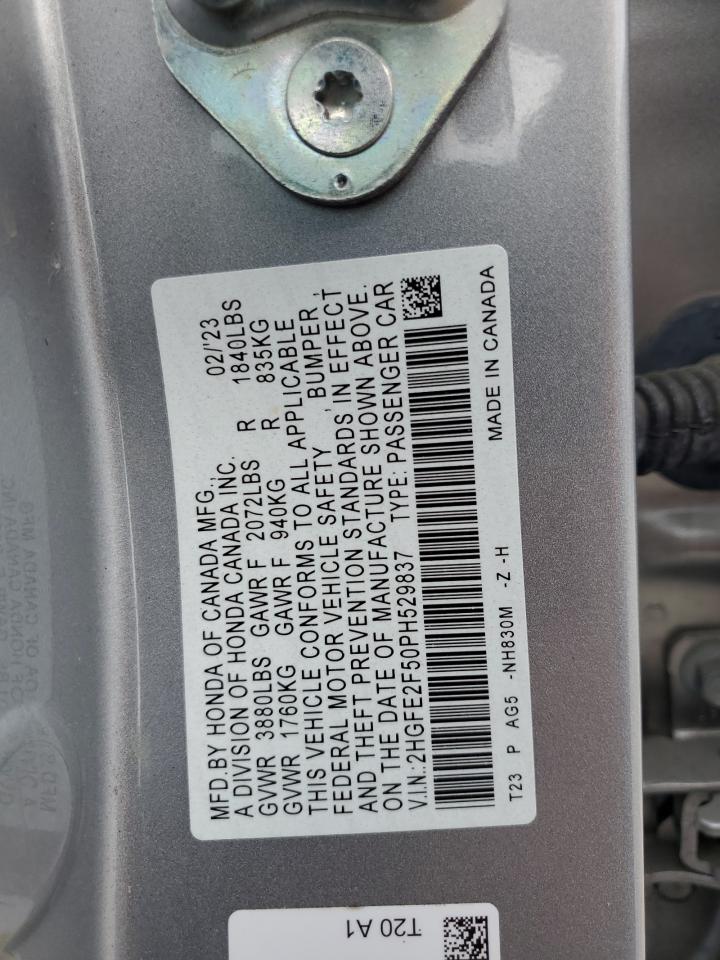 MFD.BY HONDA OF CANADA MFG., 02/'23
A DIVISION OF HONDA CANADA INC.
GVWR 3880LBS GAWR F 2072LBS R 1840LBS
GVWR 1760KG GAWR F 940KG R 835KG
THIS VEHICLE CONFORMS TO ALL APPLICABLE
FEDERAL MOTOR VEHICLE SAFETY , BUMPER ,
AND THEFT PREVENTION STANDARDS, IN EFFECT
ON THE DATE OF MANUFACTURE SHOWN ABOVE.
V.I.N.:2HGFE2F50PH529837 TYPE: PASSENGER CAR
T23 P AG5 -NH830M -Z -H MADE IN CANADA
T20 A1